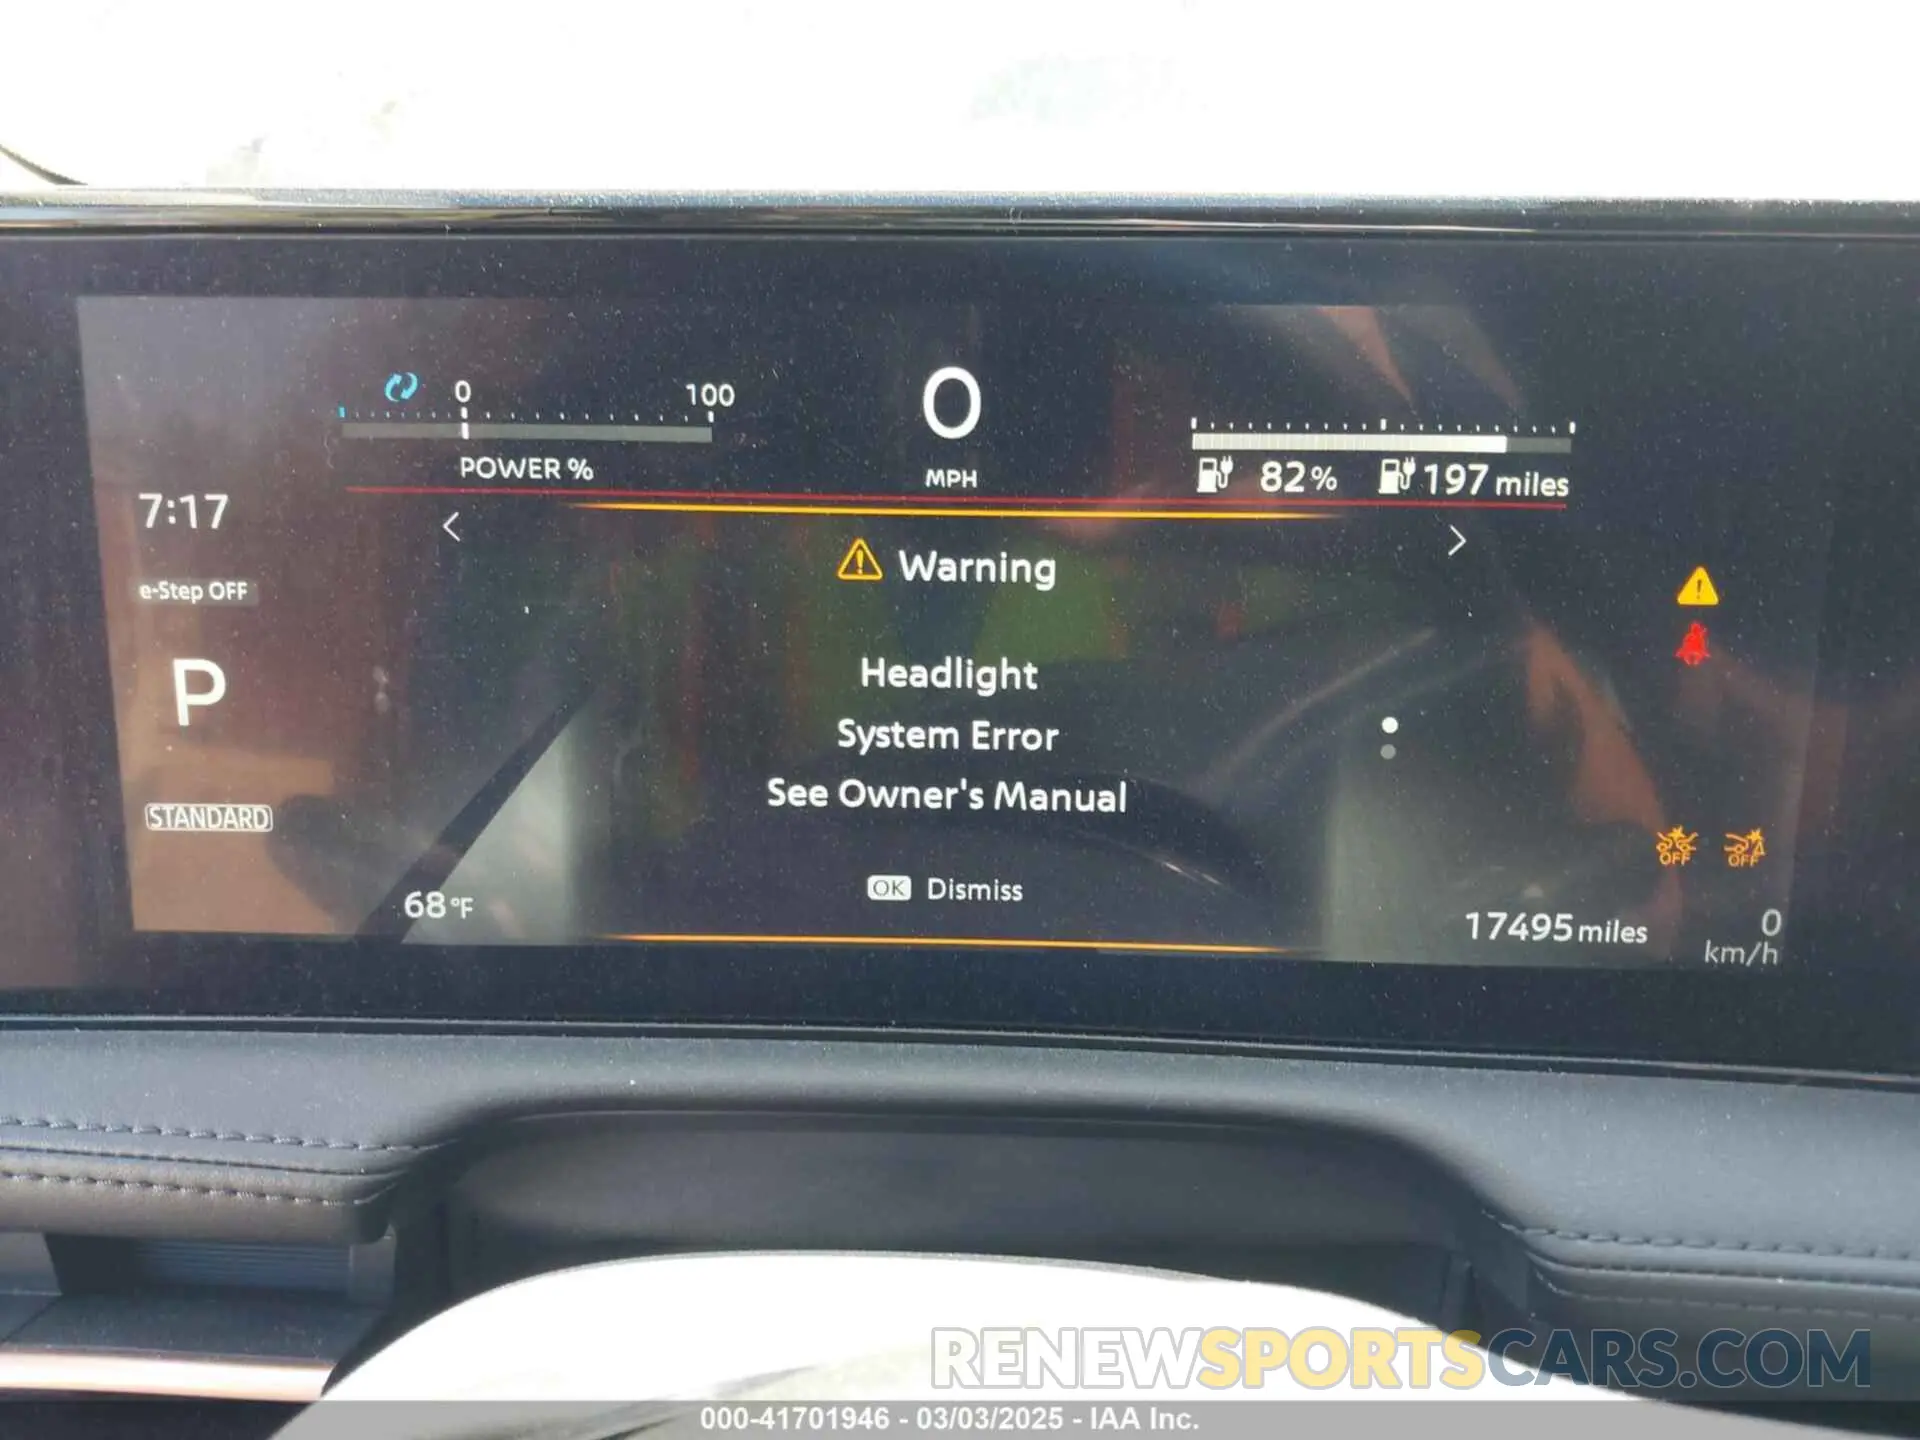 0 100
POWER %
0
MPH
82% 197 miles
7:17
e-Step OFF
P
STANDARD
68°F
Warning
Headlight
System Error
See Owner's Manual
OK Dismiss
OFF OFF
17495 miles
0
km/h
RENEWSPORTSCARS.COM
000-41701946 - 03/03/2025 - IAA Inc.